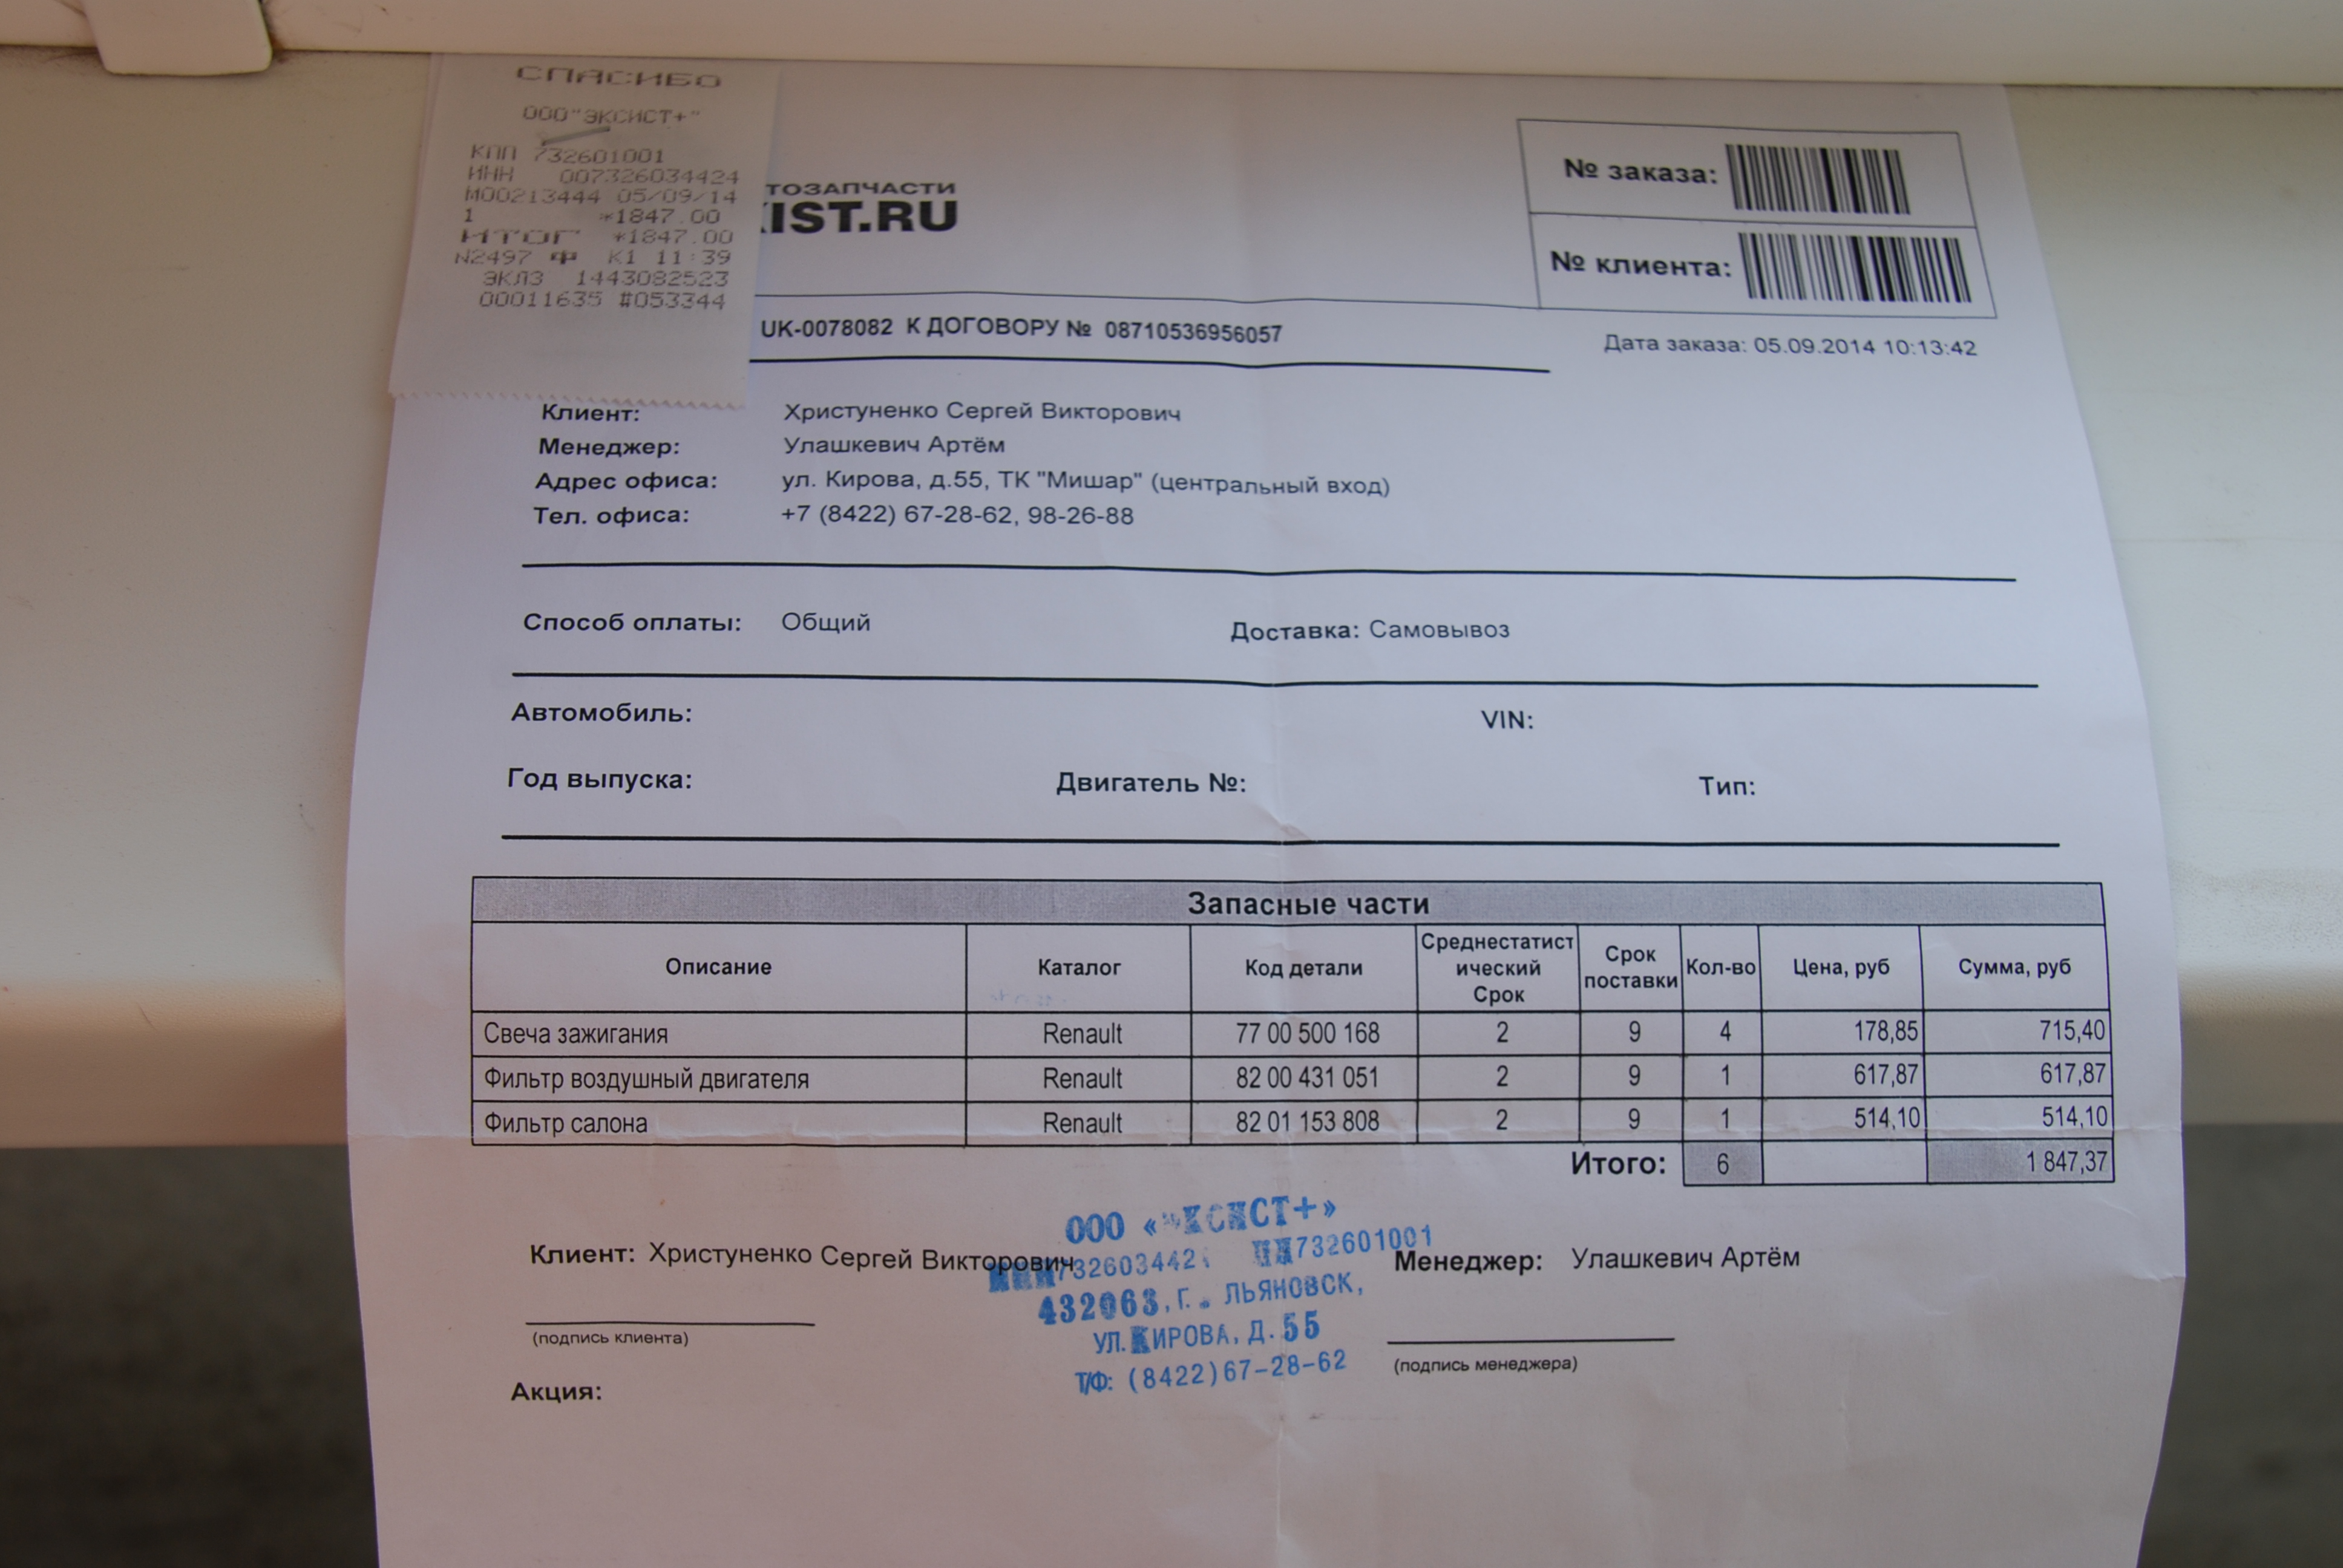 СПАСИБО
ООО"ЭКСИСТ+"
КПП 732601001
ИНН 007326034424
М00213444 05/09/14
1 *1847.00
ИТОГ *1847.00
N2497 Ф К1 11:39
ЭКЛЗ 1443082523
00011635 #053344
ТОЗАПЧАСТИ
IST.RU
№ заказа:
№ клиента:
UK-0078082 К ДОГОВОРУ № 08710536956057
Дата заказа: 05.09.2014 10:13:42
Клиент: Христуненко Сергей Викторович
Менеджер: Улашкевич Артём
Адрес офиса: ул. Кирова, д.55, ТК "Мишар" (центральный вход)
Тел. офиса: +7 (8422) 67-28-62, 98-26-88
Способ оплаты: Общий Доставка: Самовывоз
Автомобиль: VIN:
Год выпуска: Двигатель №: Тип:
Запасные части
Описание Каталог Код детали Среднестатист ический Срок Срок поставки Кол-во Цена, руб Сумма, руб
Свеча зажигания Renault 77 00 500 168 2 9 4 178,85 715,40
Фильтр воздушный двигателя Renault 82 00 431 051 2 9 1 617,87 617,87
Фильтр салона Renault 82 01 153 808 2 9 1 514,10 514,10
Итого: 6 1 847,37
ООО «ЭКСИСТ+»
Клиент: Христуненко Сергей Викторович Менеджер: Улашкевич Артём
732601001
432063, Г. ЛЬЯНОВСК,
УЛ. КИРОВА, Д. 55
Т/Ф: (8422)67-28-62
(подпись клиента) (подпись менеджера)
Акция: